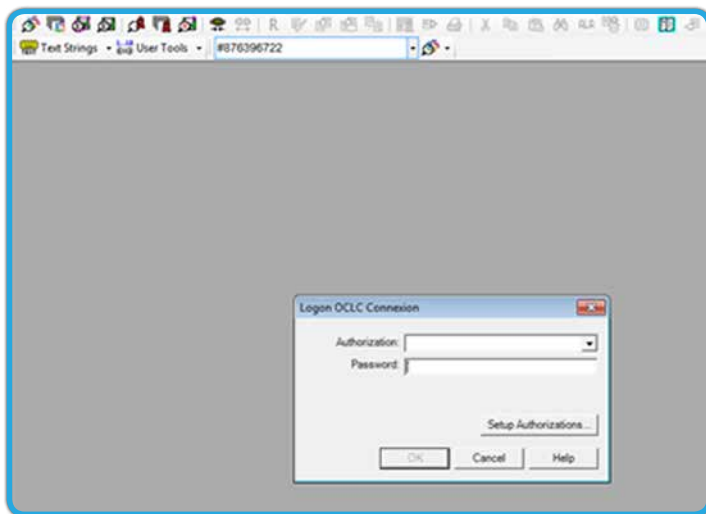 Text Strings User Tools #876396722
Logon OCLC Connexion
Authorization:
Password:
Setup Authorizations...
OK Cancel Help